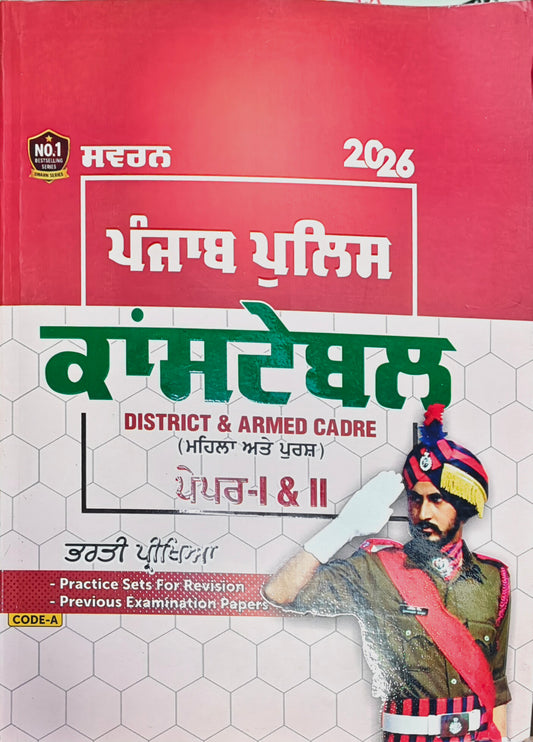 NO.1
BESTSELLING
SERIES
SWARN SERIES
ਸਵਰਨ
2026
ਪੰਜਾਬ ਪੁਲਿਸ
ਕਾਂਸਟੇਬਲ
DISTRICT & ARMED CADRE
(ਮਹਿਲਾ ਅਤੇ ਪੁਰਸ਼)
ਪੇਪਰ-I & II
ਭਰਤੀ ਪ੍ਰੀਖਿਆ
- Practice Sets For Revision
- Previous Examination Papers
CODE-A